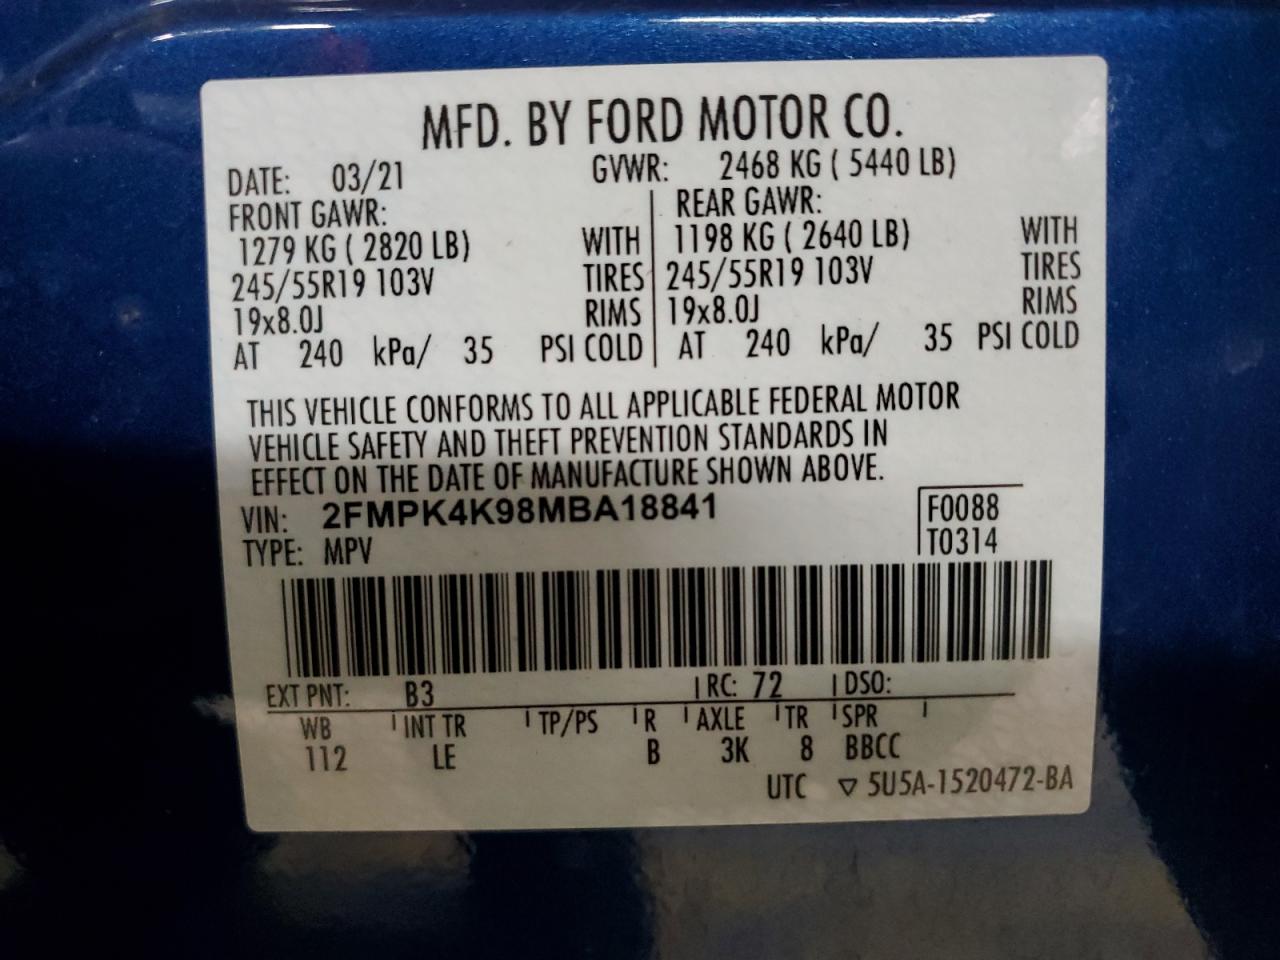 MFD. BY FORD MOTOR CO.
DATE: 03/21 GVWR: 2468 KG ( 5440 LB)
FRONT GAWR: REAR GAWR:
1279 KG ( 2820 LB) WITH 1198 KG ( 2640 LB) WITH
245/55R19 103V TIRES 245/55R19 103V TIRES
19x8.0J RIMS 19x8.0J RIMS
AT 240 kPa/ 35 PSI COLD AT 240 kPa/ 35 PSI COLD
THIS VEHICLE CONFORMS TO ALL APPLICABLE FEDERAL MOTOR
VEHICLE SAFETY AND THEFT PREVENTION STANDARDS IN
EFFECT ON THE DATE OF MANUFACTURE SHOWN ABOVE.
VIN: 2FMPK4K98MBA18841 F0088
TYPE: MPV T0314
EXT PNT: B3 RC: 72 DSO:
WB INT TR TP/PS R AXLE TR SPR
112 LE B 3K 8 BBCC
UTC ▽ 5U5A-1520472-BA